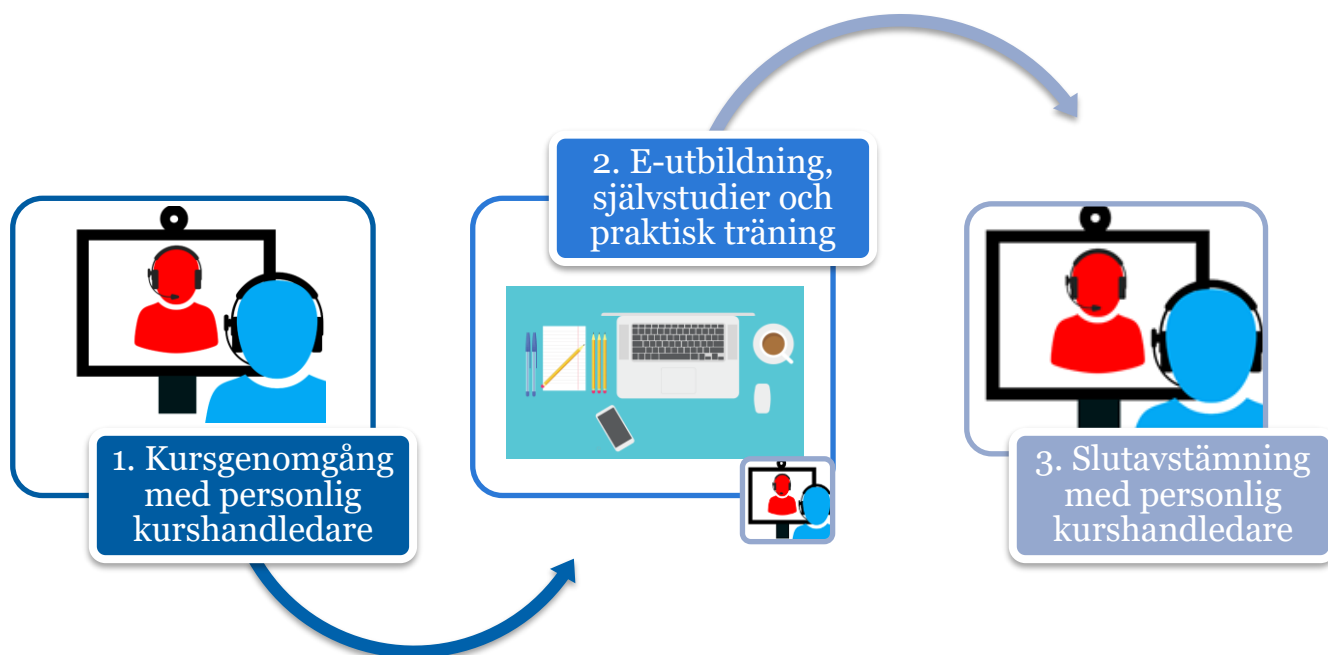 1. Kursgenomgång
med personlig
kurshandledare
2. E-utbildning,
självstudier och
praktisk träning
3. Slutavstämning
med personlig
kurshandledare